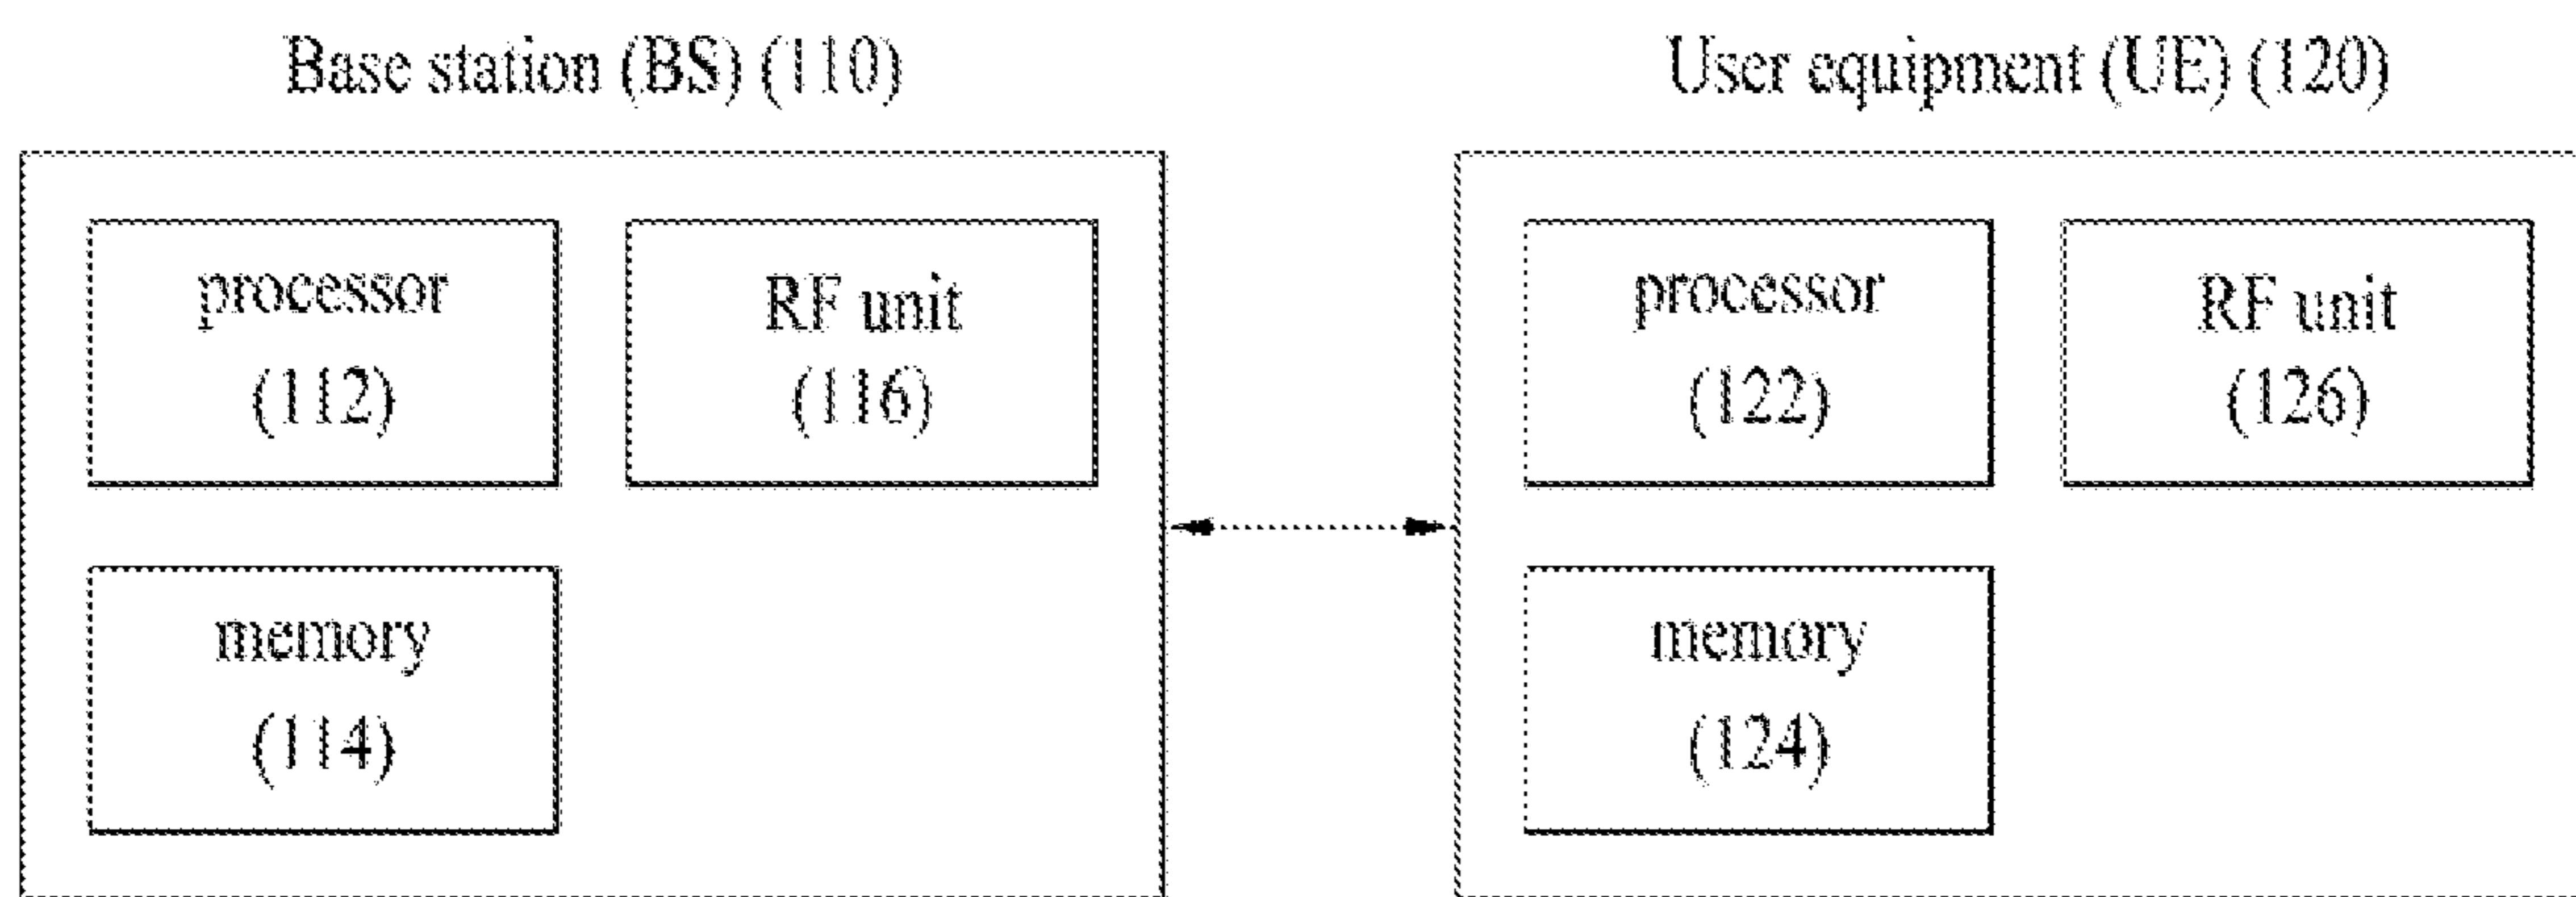 Base station (BS) (110)
User equipment (UE) (120)
processor
(112)
RF unit
(116)
memory
(114)
processor
(122)
RF unit
(126)
memory
(124)